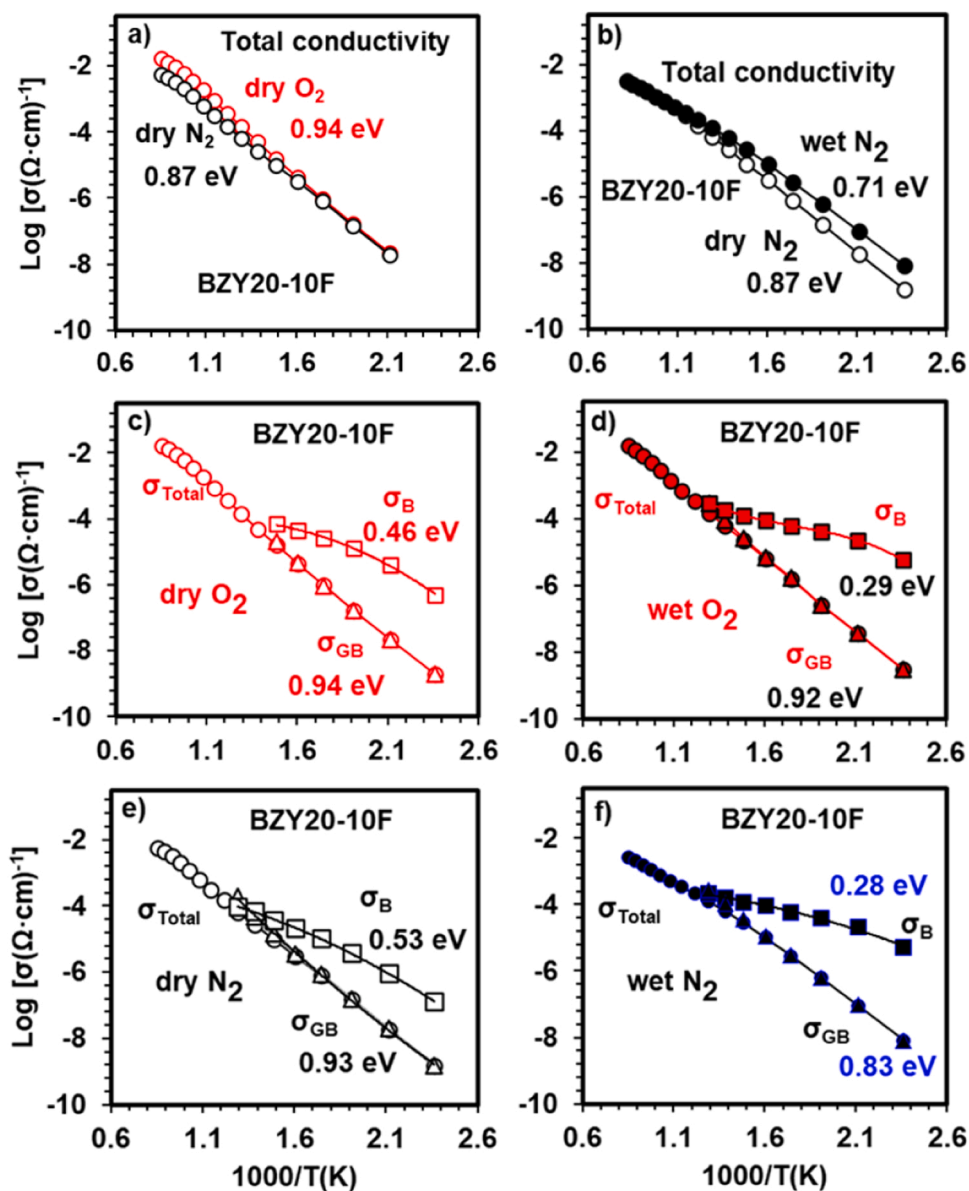 a)
Total conductivity
dry O₂
0.94 eV
dry N₂
0.87 eV
BZY20-10F
Log [σ(Ω·cm)⁻¹]
-2
-4
-6
-8
-10
0.6 1.1 1.6 2.1 2.6
b)
Total conductivity
wet N₂
0.71 eV
BZY20-10F
dry N₂
0.87 eV
-2
-4
-6
-8
-10
0.6 1.1 1.6 2.1 2.6
c)
BZY20-10F
σTotal
σB
0.46 eV
dry O₂
σGB
0.94 eV
Log [σ(Ω·cm)⁻¹]
-2
-4
-6
-8
-10
0.6 1.1 1.6 2.1 2.6
d)
BZY20-10F
σTotal
σB
0.29 eV
wet O₂
σGB
0.92 eV
-2
-4
-6
-8
-10
0.6 1.1 1.6 2.1 2.6
e)
BZY20-10F
σTotal
σB
0.53 eV
dry N₂
σGB
0.93 eV
Log [σ(Ω·cm)⁻¹]
-2
-4
-6
-8
-10
0.6 1.1 1.6 2.1 2.6
1000/T(K)
f)
BZY20-10F
0.28 eV
σTotal
σB
wet N₂
σGB
0.83 eV
-2
-4
-6
-8
-10
0.6 1.1 1.6 2.1 2.6
1000/T(K)